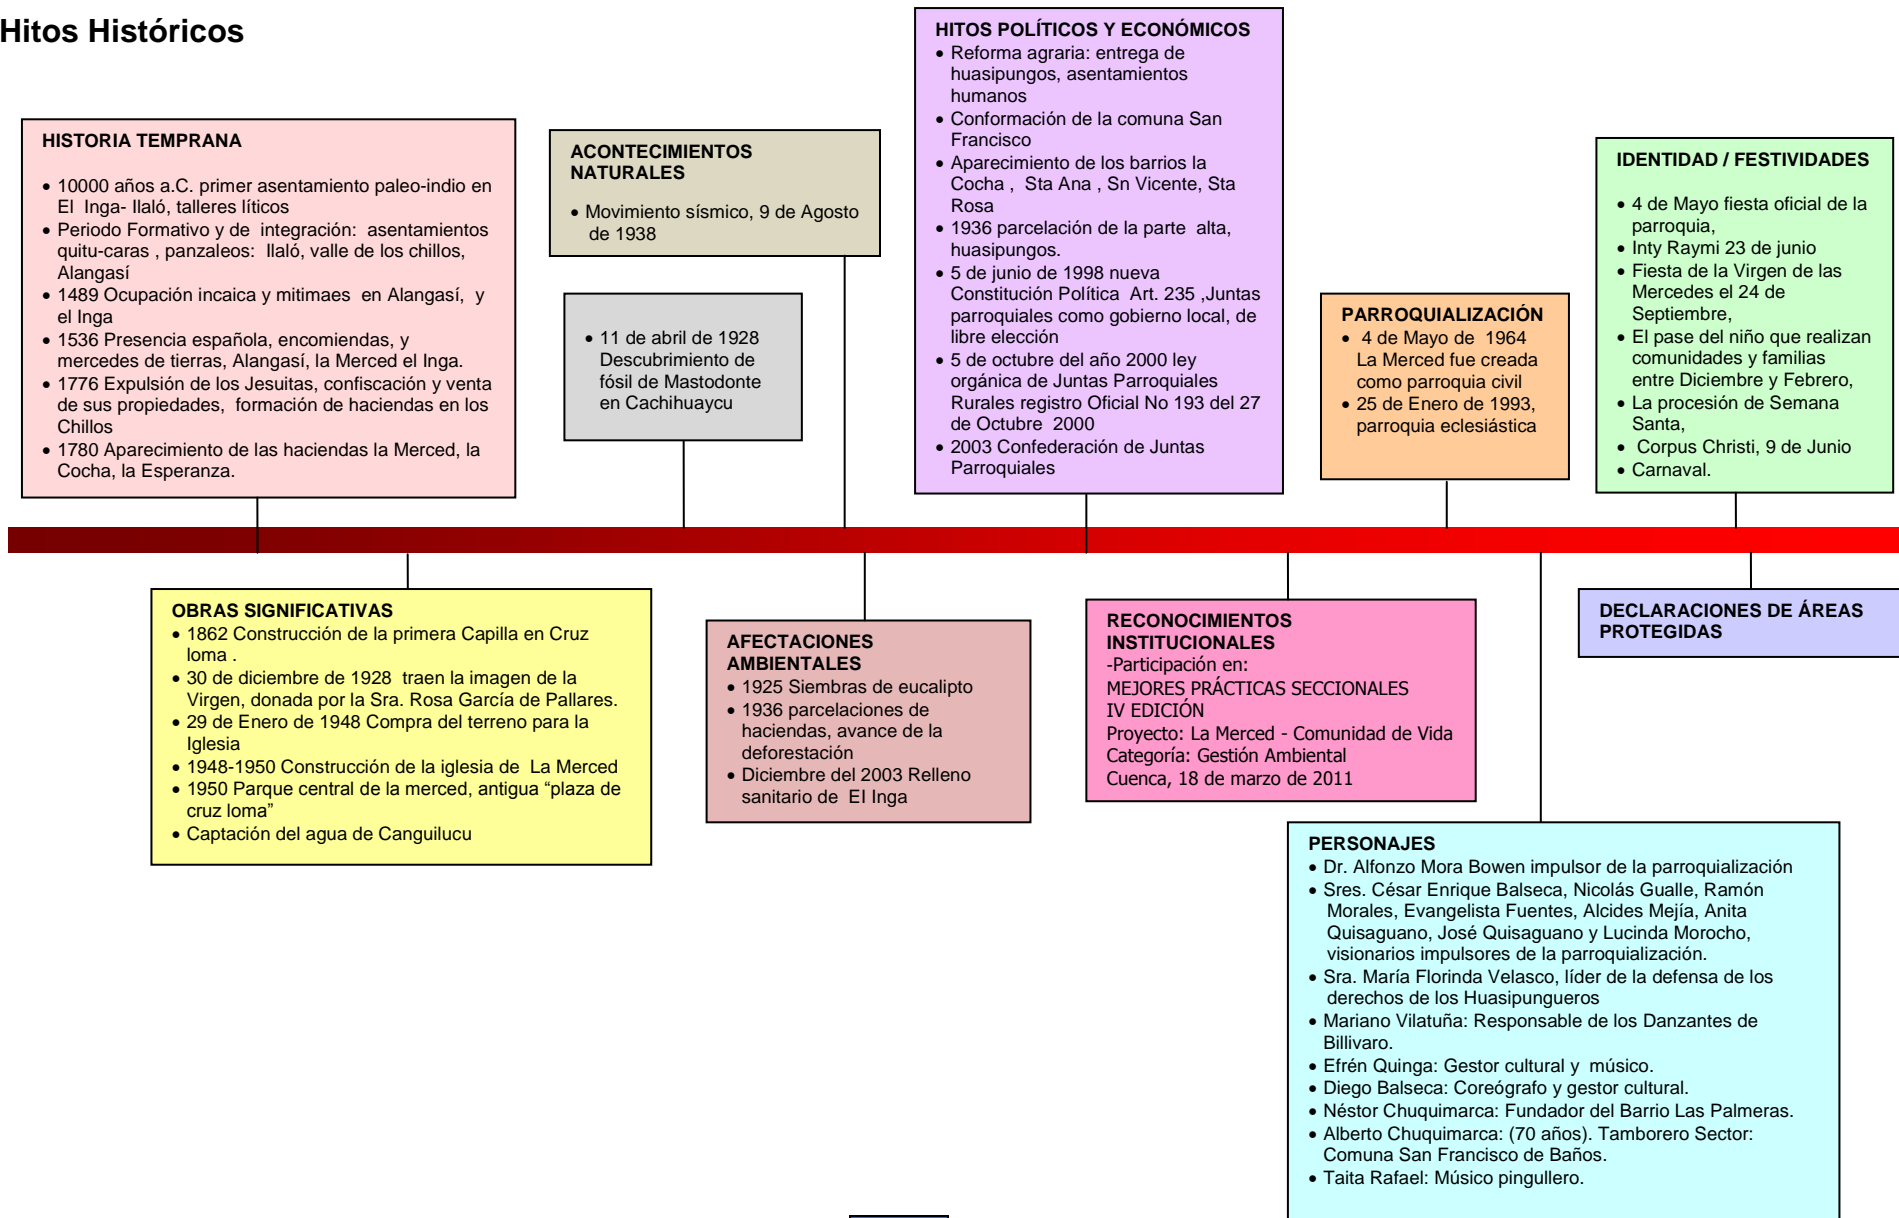 Hitos Históricos
HISTORIA TEMPRANA
• 10000 años a.C. primer asentamiento paleo-indio en
El Inga- Ilaló, talleres líticos
• Periodo Formativo y de integración: asentamientos
quitu-caras , panzaleos: Ilaló, valle de los chillos,
Alangasí
• 1489 Ocupación incaica y mitimaes en Alangasí, y
el Inga
• 1536 Presencia española, encomiendas, y
mercedes de tierras, Alangasí, la Merced el Inga.
• 1776 Expulsión de los Jesuitas, confiscación y venta
de sus propiedades, formación de haciendas en los
Chillos
• 1780 Aparecimiento de las haciendas la Merced, la
Cocha, la Esperanza.
ACONTECIMIENTOS
NATURALES
• Movimiento sísmico, 9 de Agosto
de 1938
• 11 de abril de 1928
Descubrimiento de
fósil de Mastodonte
en Cachihuaycu
HITOS POLÍTICOS Y ECONÓMICOS
• Reforma agraria: entrega de
huasipungos, asentamientos
humanos
• Conformación de la comuna San
Francisco
• Aparecimiento de los barrios la
Cocha , Sta Ana , Sn Vicente, Sta
Rosa
• 1936 parcelación de la parte alta,
huasipungos.
• 5 de junio de 1998 nueva
Constitución Política Art. 235 ,Juntas
parroquiales como gobierno local, de
libre elección
• 5 de octubre del año 2000 ley
orgánica de Juntas Parroquiales
Rurales registro Oficial No 193 del 27
de Octubre 2000
• 2003 Confederación de Juntas
Parroquiales
PARROQUIALIZACIÓN
• 4 de Mayo de 1964
La Merced fue creada
como parroquia civil
• 25 de Enero de 1993,
parroquia eclesiástica
IDENTIDAD / FESTIVIDADES
• 4 de Mayo fiesta oficial de la
parroquia,
• Inty Raymi 23 de junio
• Fiesta de la Virgen de las
Mercedes el 24 de
Septiembre,
• El pase del niño que realizan
comunidades y familias
entre Diciembre y Febrero,
• La procesión de Semana
Santa,
• Corpus Christi, 9 de Junio
• Carnaval.
OBRAS SIGNIFICATIVAS
• 1862 Construcción de la primera Capilla en Cruz
loma .
• 30 de diciembre de 1928 traen la imagen de la
Virgen, donada por la Sra. Rosa García de Pallares.
• 29 de Enero de 1948 Compra del terreno para la
Iglesia
• 1948-1950 Construcción de la iglesia de La Merced
• 1950 Parque central de la merced, antigua “plaza de
cruz loma”
• Captación del agua de Canguilucu
AFECTACIONES
AMBIENTALES
• 1925 Siembras de eucalipto
• 1936 parcelaciones de
haciendas, avance de la
deforestación
• Diciembre del 2003 Relleno
sanitario de El Inga
RECONOCIMIENTOS
INSTITUCIONALES
-Participación en:
MEJORES PRÁCTICAS SECCIONALES
IV EDICIÓN
Proyecto: La Merced - Comunidad de Vida
Categoría: Gestión Ambiental
Cuenca, 18 de marzo de 2011
DECLARACIONES DE ÁREAS
PROTEGIDAS
PERSONAJES
• Dr. Alfonzo Mora Bowen impulsor de la parroquialización
• Sres. César Enrique Balseca, Nicolás Gualle, Ramón
Morales, Evangelista Fuentes, Alcides Mejía, Anita
Quisaguano, José Quisaguano y Lucinda Morocho,
visionarios impulsores de la parroquialización.
• Sra. María Florinda Velasco, líder de la defensa de los
derechos de los Huasipungueros
• Mariano Vilatuña: Responsable de los Danzantes de
Billivaro.
• Efrén Quinga: Gestor cultural y músico.
• Diego Balseca: Coreógrafo y gestor cultural.
• Néstor Chuquimarca: Fundador del Barrio Las Palmeras.
• Alberto Chuquimarca: (70 años). Tamborero Sector:
Comuna San Francisco de Baños.
• Taita Rafael: Músico pingullero.